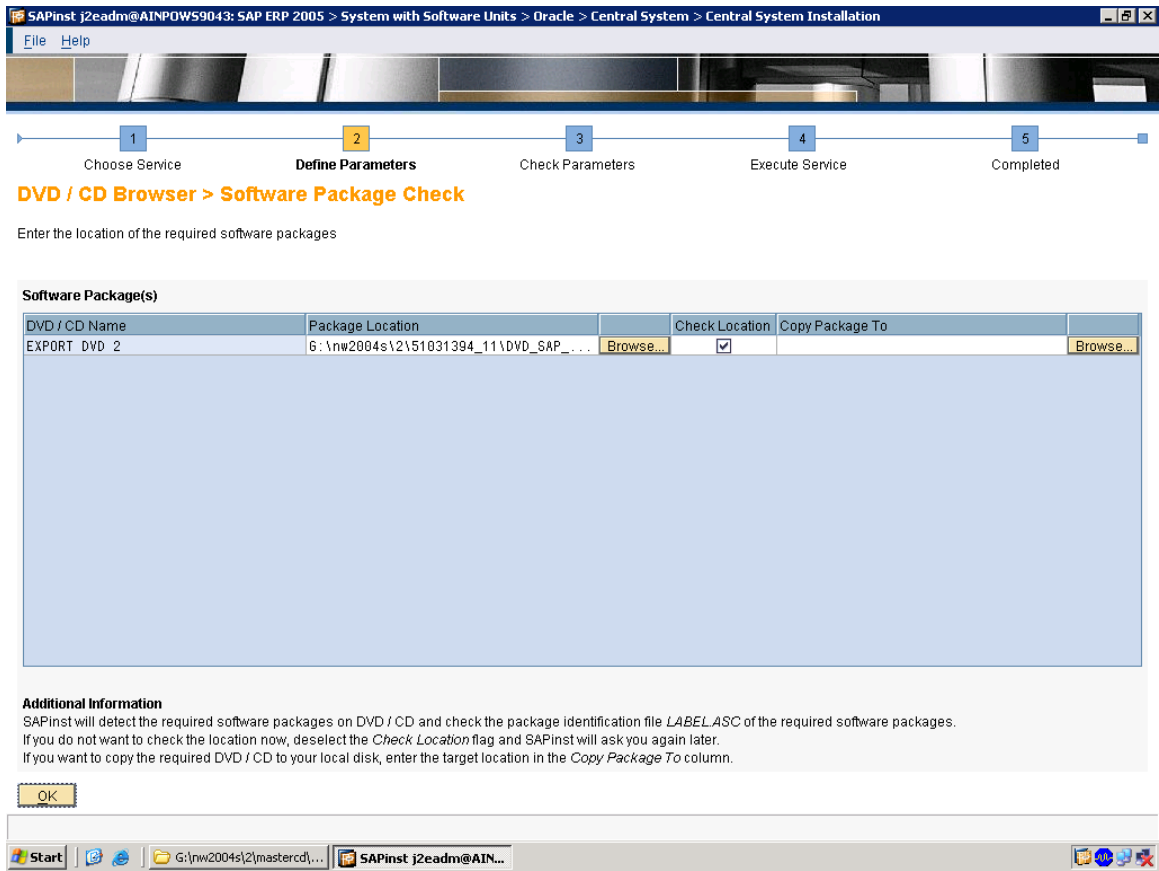 SAPinst j2eadm@AINPOWS9043: SAP ERP 2005 > System with Software Units > Oracle > Central System > Central System Installation
File Help
1 2 3 4 5
Choose Service Define Parameters Check Parameters Execute Service Completed
DVD / CD Browser > Software Package Check
Enter the location of the required software packages
Software Package(s)
DVD / CD Name Package Location Check Location Copy Package To
EXPORT DVD 2 G:\nw2004s\2\51031394_11\DVD_SAP_... Browse... Browse...
Additional Information
SAPinst will detect the required software packages on DVD / CD and check the package identification file LABEL.ASC of the required software packages.
If you do not want to check the location now, deselect the Check Location flag and SAPinst will ask you again later.
If you want to copy the required DVD / CD to your local disk, enter the target location in the Copy Package To column.
OK
Start G:\nw2004s\2\mastercd\... SAPinst j2eadm@AIN...